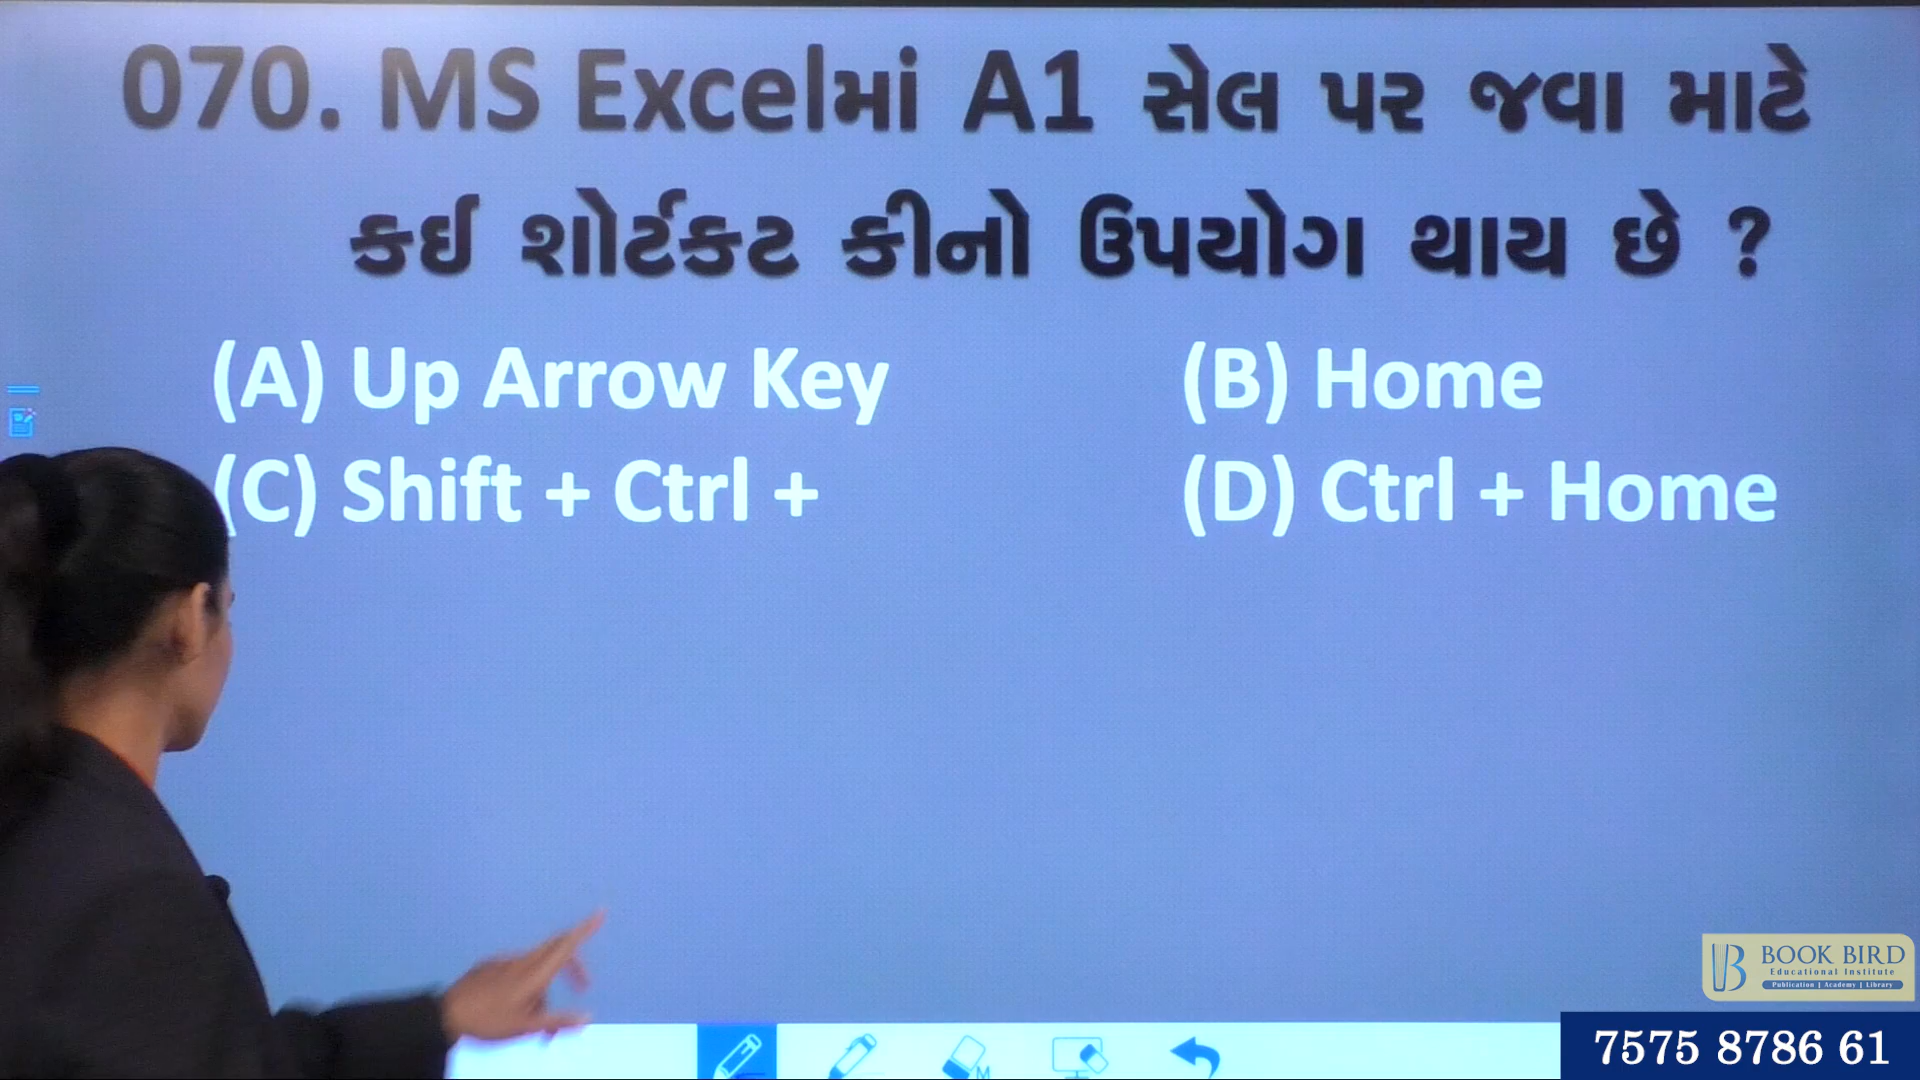 070. MS Excelમાં A1 સેલ પર જવા માટે
કઈ શોર્ટકટ કીનો ઉપયોગ થાય છે ?
(A) Up Arrow Key
(B) Home
(C) Shift + Ctrl +
(D) Ctrl + Home
BOOK BIRD
Educational Institute
Publication | Academy | Library
7575 8786 61
M